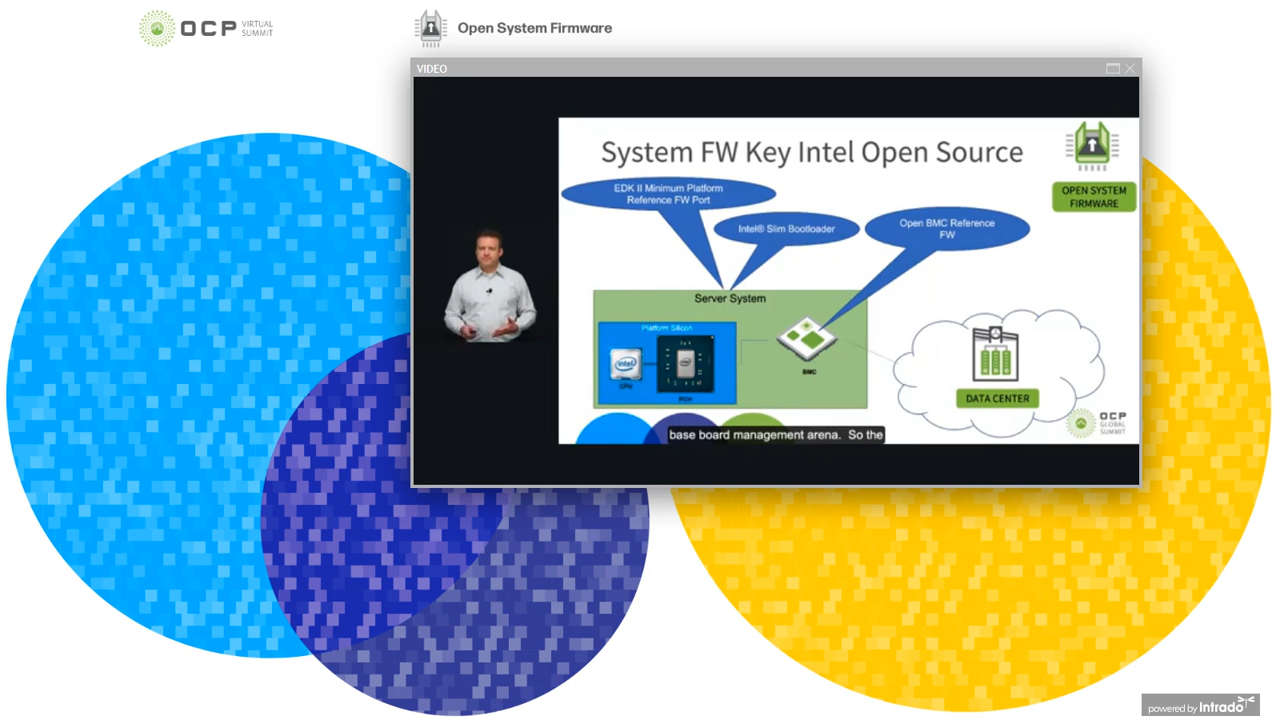 OCP VIRTUAL
SUMMIT
Open System Firmware
VIDEO
System FW Key Intel Open Source
OPEN SYSTEM
FIRMWARE
EDK II Minimum Platform
Reference FW Port
Intel® Slim Bootloader
Open BMC Reference
FW
Server System
Platform Silicon
intel
CPU
PCH
BMC
DATA CENTER
OCP
GLOBAL
SUMMIT
base board management arena. So the
powered by Intrado